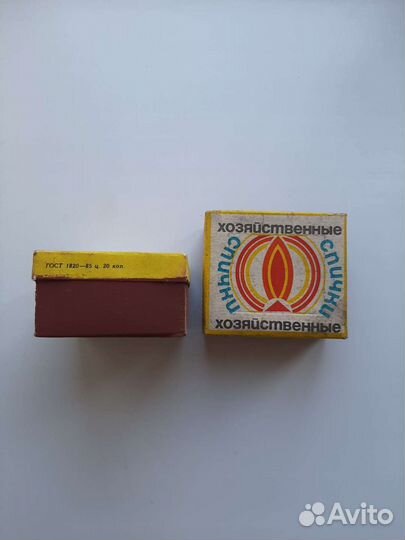 ГОСТ 1820—85 ц. 20 коп.
хозяйственные
спички
спички
хозяйственные
Avito